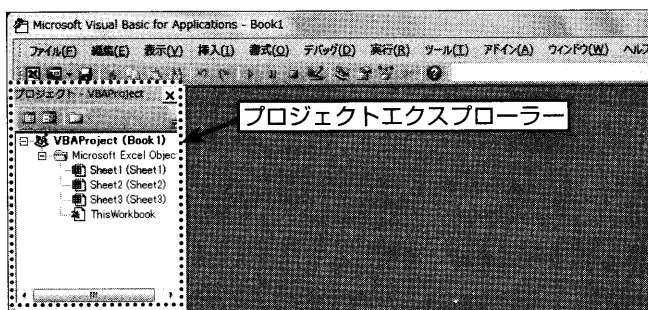 Microsoft Visual Basic for Applications - Book1
ファイル(F) 編集(E) 表示(V) 挿入(I) 書式(O) デバッグ(D) 実行(R) ツール(T) アドイン(A) ウィンドウ(W) ヘルプ
プロジェクト - VBAProject
プロジェクトエクスプローラー
VBAProject (Book1)
Microsoft Excel Objec
Sheet1 (Sheet1)
Sheet2 (Sheet2)
Sheet3 (Sheet3)
ThisWorkbook